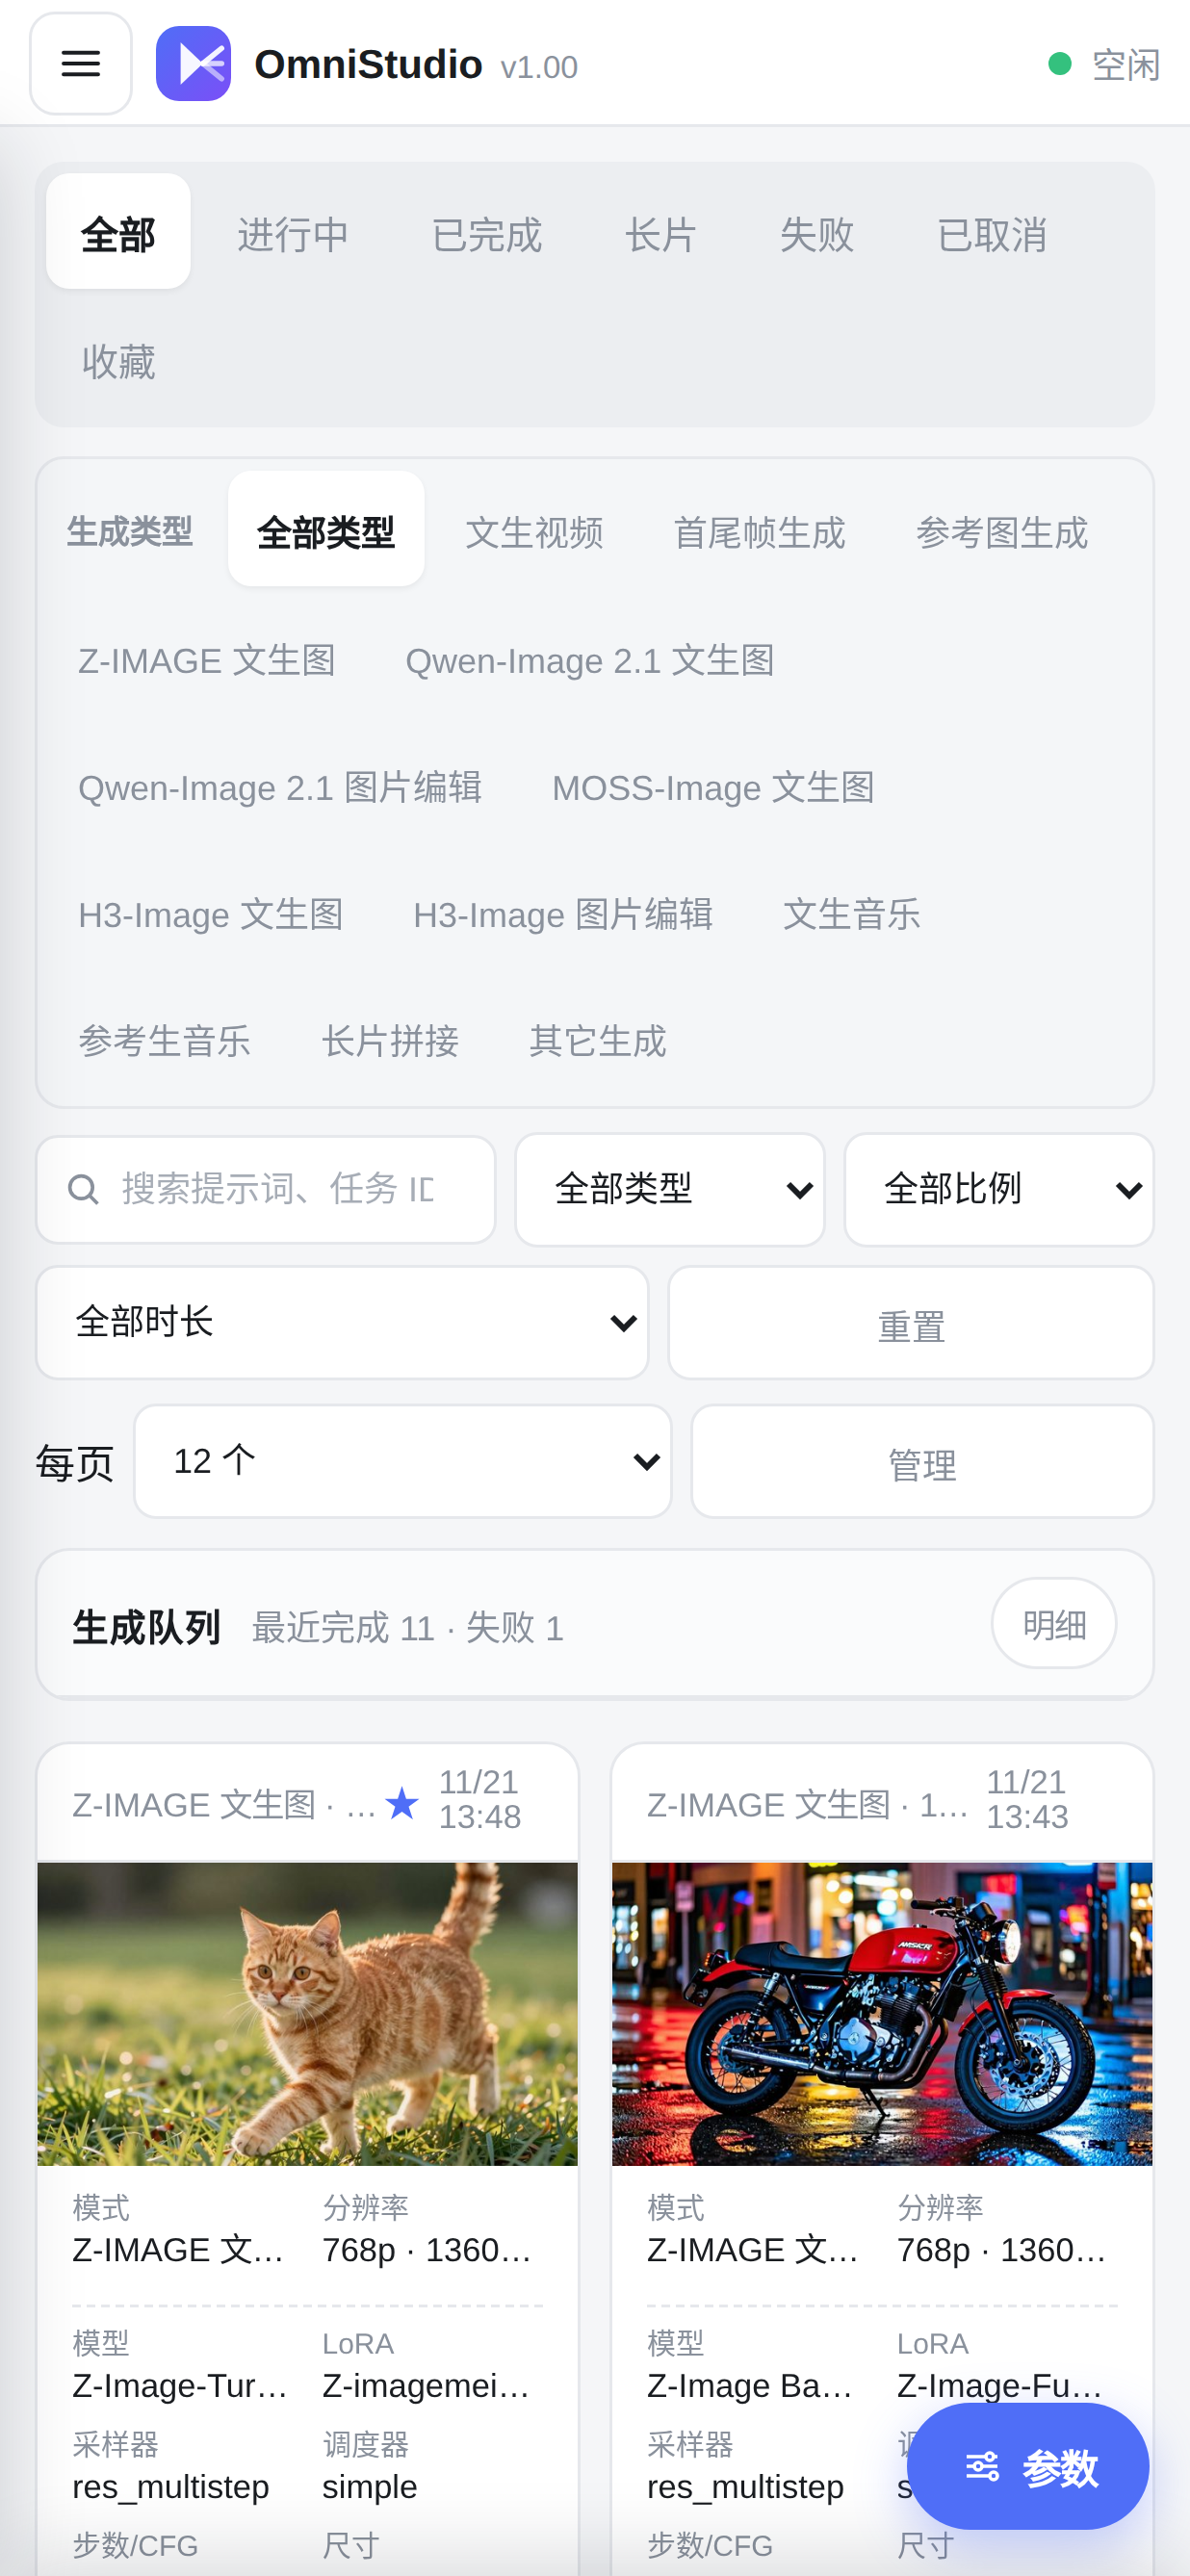 OmniStudio v1.00 空闲
全部 进行中 已完成 长片 失败 已取消
收藏
生成类型 全部类型 文生视频 首尾帧生成 参考图生成
Z-IMAGE 文生图 Qwen-Image 2.1 文生图
Qwen-Image 2.1 图片编辑 MOSS-Image 文生图
H3-Image 文生图 H3-Image 图片编辑 文生音乐
参考生音乐 长片拼接 其它生成
搜索提示词、任务 ID 全部类型 全部比例
全部时长 重置
每页 12 个 管理
生成队列 最近完成 11 · 失败 1 明细
Z-IMAGE 文生图 · … ★ 11/21
13:48
Z-IMAGE 文生图 · 1… 11/21
13:43
模式 分辨率
Z-IMAGE 文… 768p · 1360…
模型 LoRA
Z-Image-Tur… Z-imagemei…
采样器 调度器
res_multistep simple
步数/CFG 尺寸
模式 分辨率
Z-IMAGE 文… 768p · 1360…
模型 LoRA
Z-Image Ba… Z-Image-Fu…
采样器
res_multistep
步数/CFG 尺寸
参数